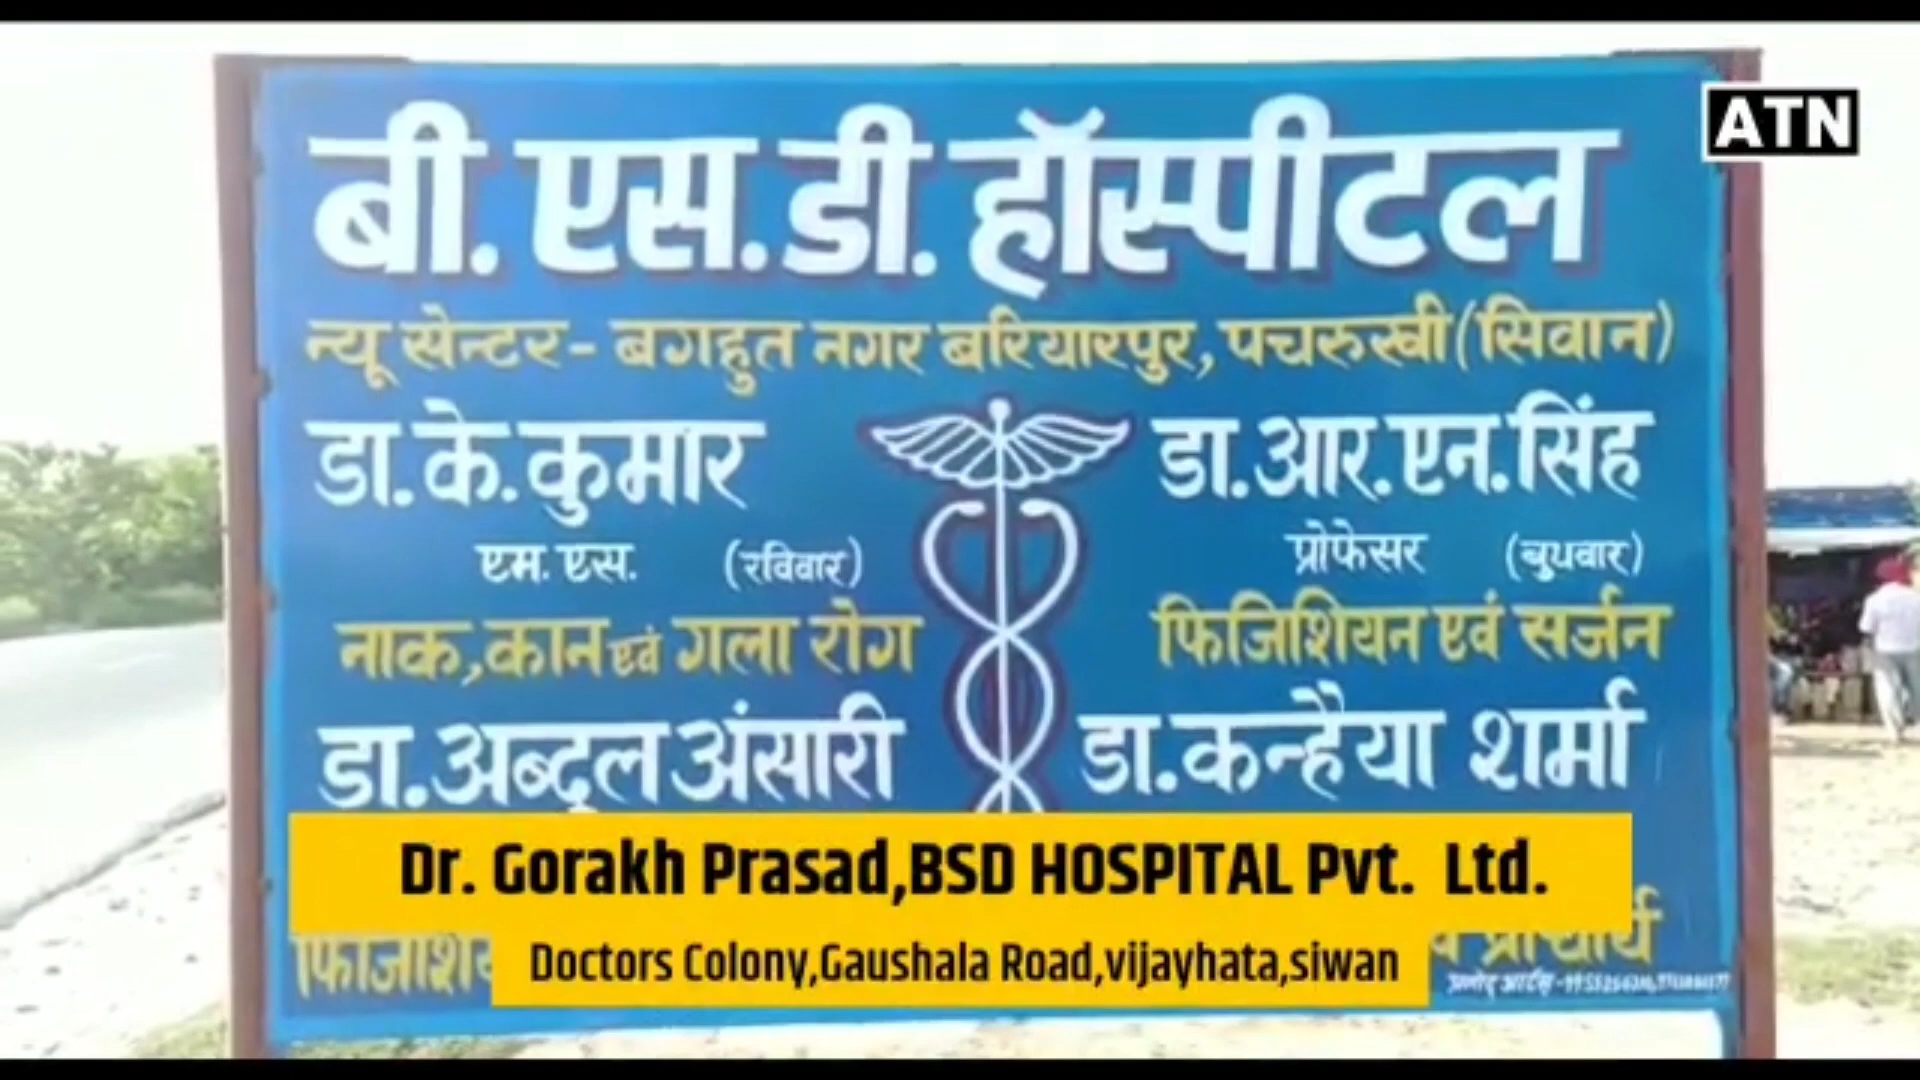 ATN
बी. एस. डी. हॉस्पीटल
न्यू सेन्टर- बगहुत नगर बरियारपुर, पचरुखी (सिवान)
डा. के. कुमार
एम. एस. (रविवार)
नाक, कान एवं गला रोग
डा. आर. एन. सिंह
प्रोफेसर (बुधवार)
फिजिशियन एवं सर्जन
डा. अब्दुल अंसारी
डा. कन्हैया शर्मा
Dr. Gorakh Prasad,BSD HOSPITAL Pvt. Ltd.
Doctors Colony,Gaushala Road,vijayhata,siwan